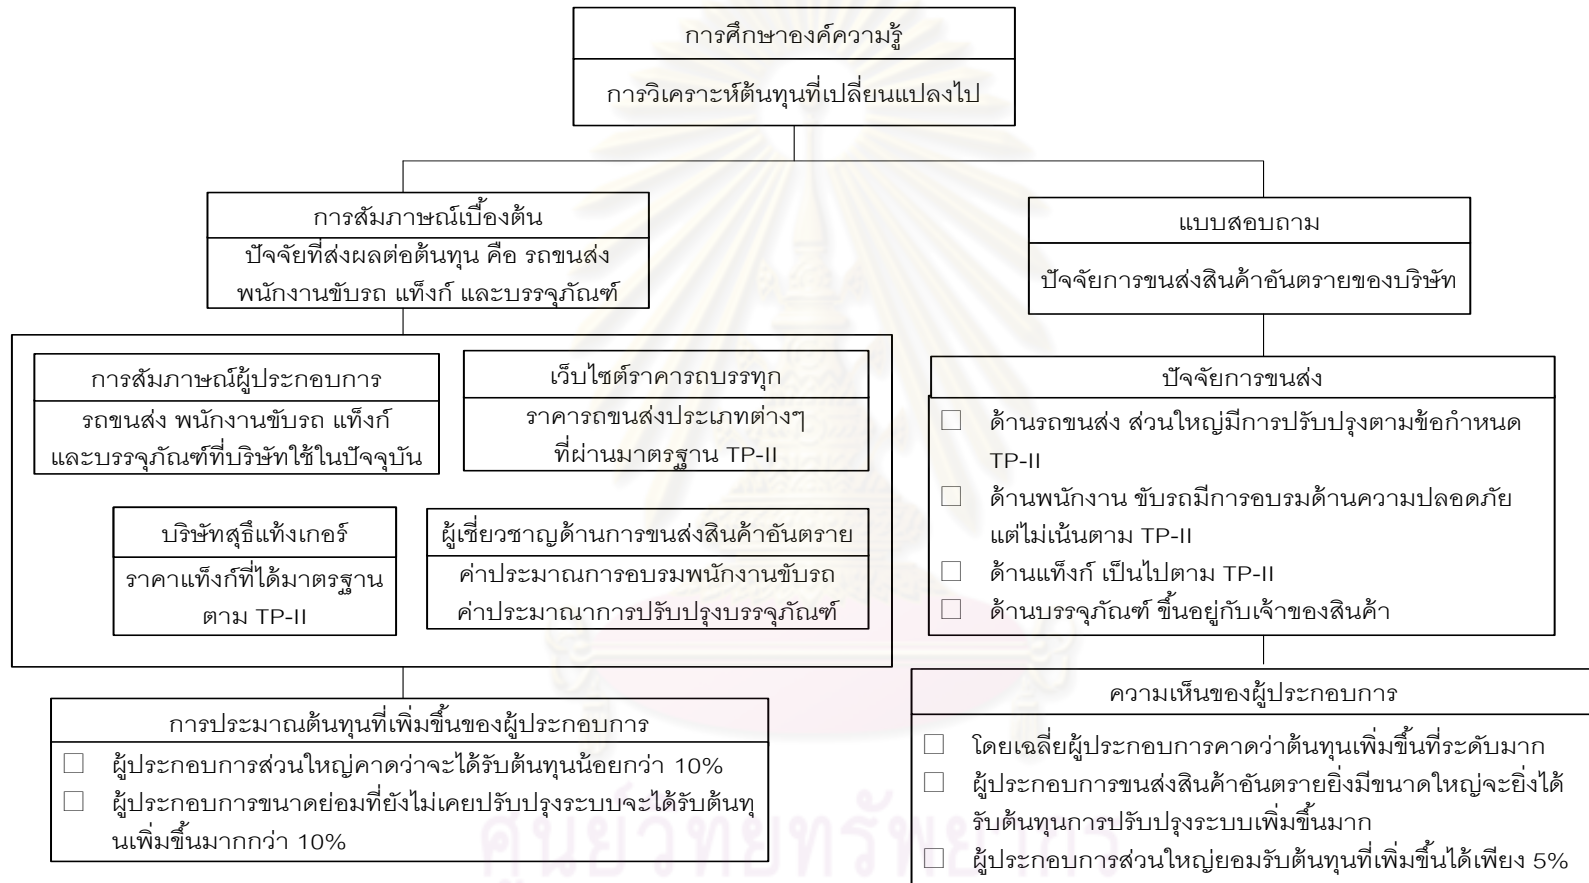 การศึกษาองค์ความรู้
การวิเคราะห์ต้นทุนที่เปลี่ยนแปลงไป
การสัมภาษณ์เบื้องต้น
ปัจจัยที่ส่งผลต่อต้นทุน คือ รถขนส่ง
พนักงานขับรถ แท็งก์ และบรรจุภัณฑ์
แบบสอบถาม
ปัจจัยการขนส่งสินค้าอันตรายของบริษัท
การสัมภาษณ์ผู้ประกอบการ
รถขนส่ง พนักงานขับรถ แท็งก์
และบรรจุภัณฑ์ที่บริษัทใช้ในปัจจุบัน
เว็บไซต์ราคารถบรรทุก
ราคารถขนส่งประเภทต่างๆ
ที่ผ่านมาตรฐาน TP-II
บริษัทสุธีแท้งเกอร์
ราคาแท็งก์ที่ได้มาตรฐาน
ตาม TP-II
ผู้เชี่ยวชาญด้านการขนส่งสินค้าอันตราย
ค่าประมาณการอบรมพนักงานขับรถ
ค่าประมาณาการปรับปรุงบรรจุภัณฑ์
การประมาณต้นทุนที่เพิ่มขึ้นของผู้ประกอบการ
☐ ผู้ประกอบการส่วนใหญ่คาดว่าจะได้รับต้นทุนน้อยกว่า 10%
☐ ผู้ประกอบการขนาดย่อมที่ยังไม่เคยปรับปรุงระบบจะได้รับต้นทุ
นเพิ่มขึ้นมากกว่า 10%
ปัจจัยการขนส่ง
☐ ด้านรถขนส่ง ส่วนใหญ่มีการปรับปรุงตามข้อกำหนด
TP-II
☐ ด้านพนักงาน ขับรถมีการอบรมด้านความปลอดภัย
แต่ไม่เน้นตาม TP-II
☐ ด้านแท็งก์ เป็นไปตาม TP-II
☐ ด้านบรรจุภัณฑ์ ขึ้นอยู่กับเจ้าของสินค้า
ความเห็นของผู้ประกอบการ
☐ โดยเฉลี่ยผู้ประกอบการคาดว่าต้นทุนเพิ่มขึ้นที่ระดับมาก
☐ ผู้ประกอบการขนส่งสินค้าอันตรายยิ่งมีขนาดใหญ่จะยิ่งได้
รับต้นทุนการปรับปรุงระบบเพิ่มขึ้นมาก
☐ ผู้ประกอบการส่วนใหญ่ยอมรับต้นทุนที่เพิ่มขึ้นได้เพียง 5%
ศูนย์วิทยทรัพยากร